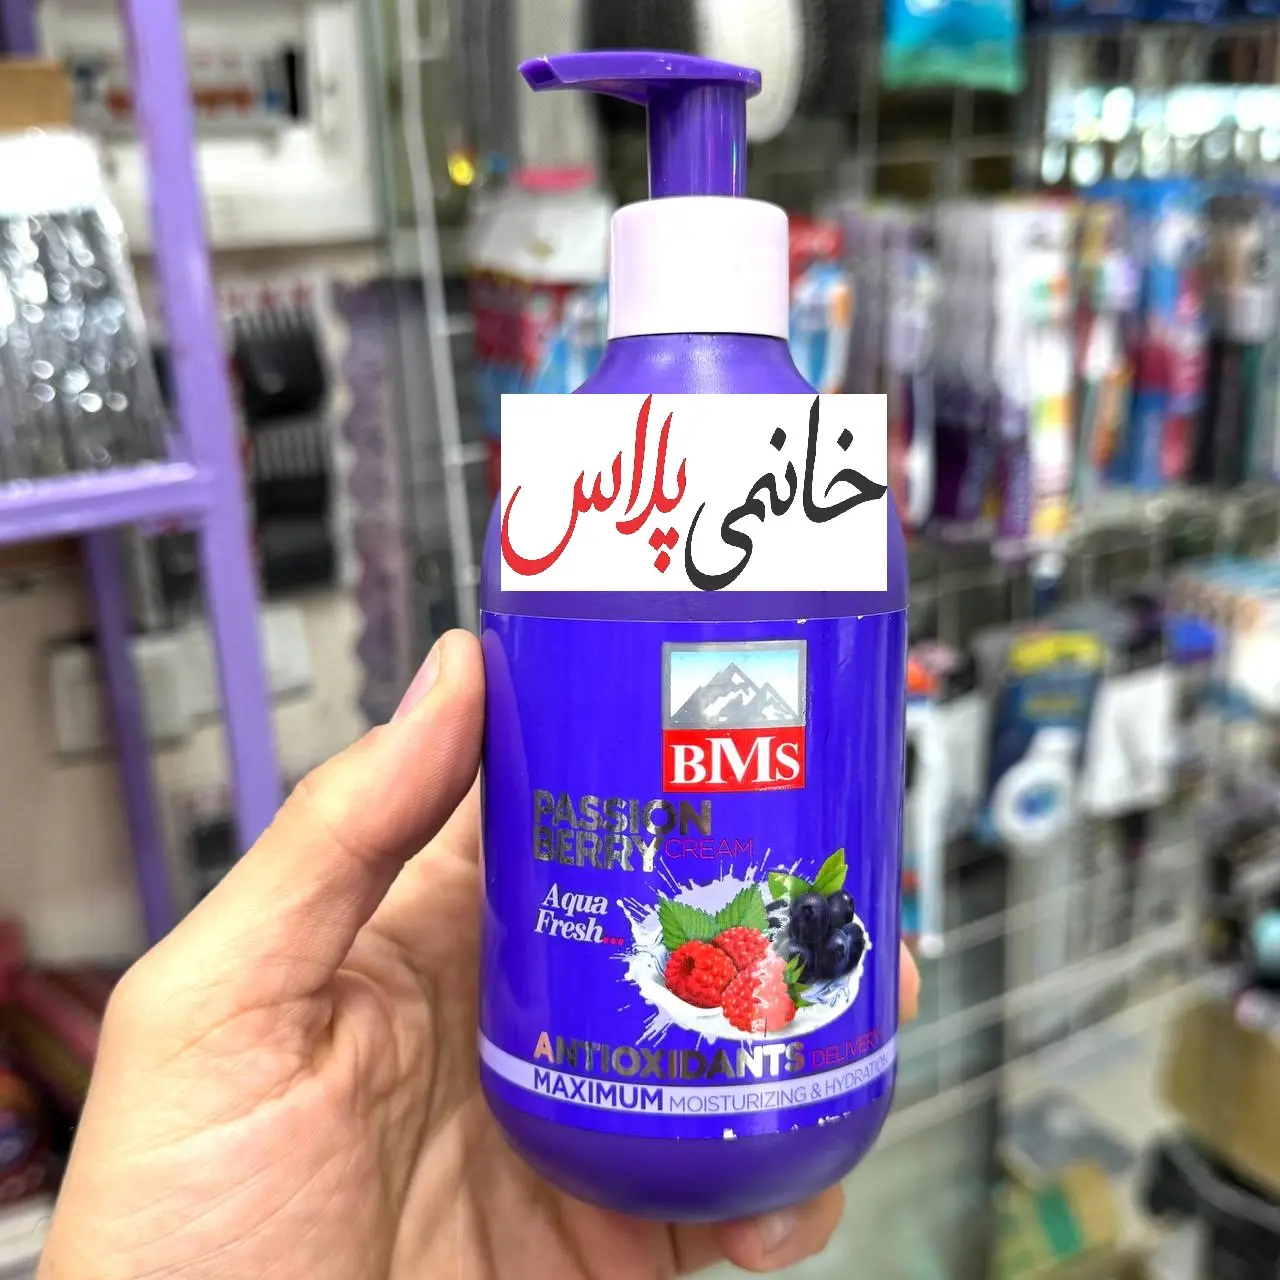 خانمی پلاس
BMS
PASSION
BERRY CREAM
Aqua
Fresh...
ANTIOXIDANTS DELIVERY
MAXIMUM MOISTURIZING & HYDRATION